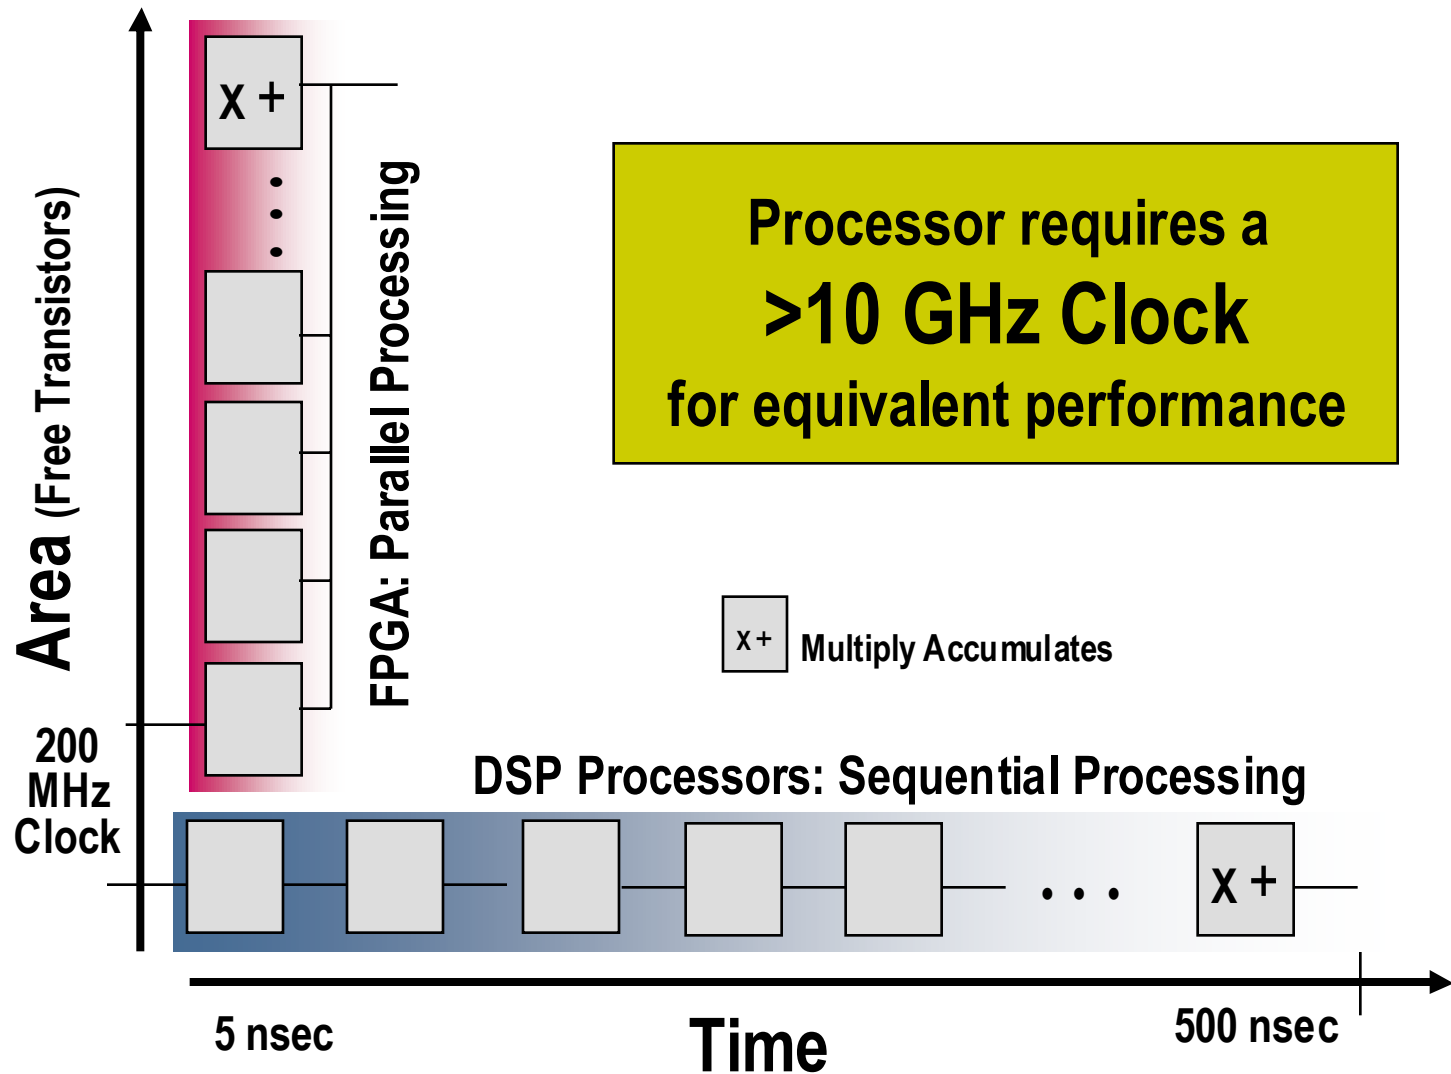 x +
Area (Free Transistors)
FPGA: Parallel Processing
Processor requires a
>10 GHz Clock
for equivalent performance
x +
Multiply Accumulates
200
MHz
Clock
DSP Processors: Sequential Processing
x +
5 nsec
Time
500 nsec